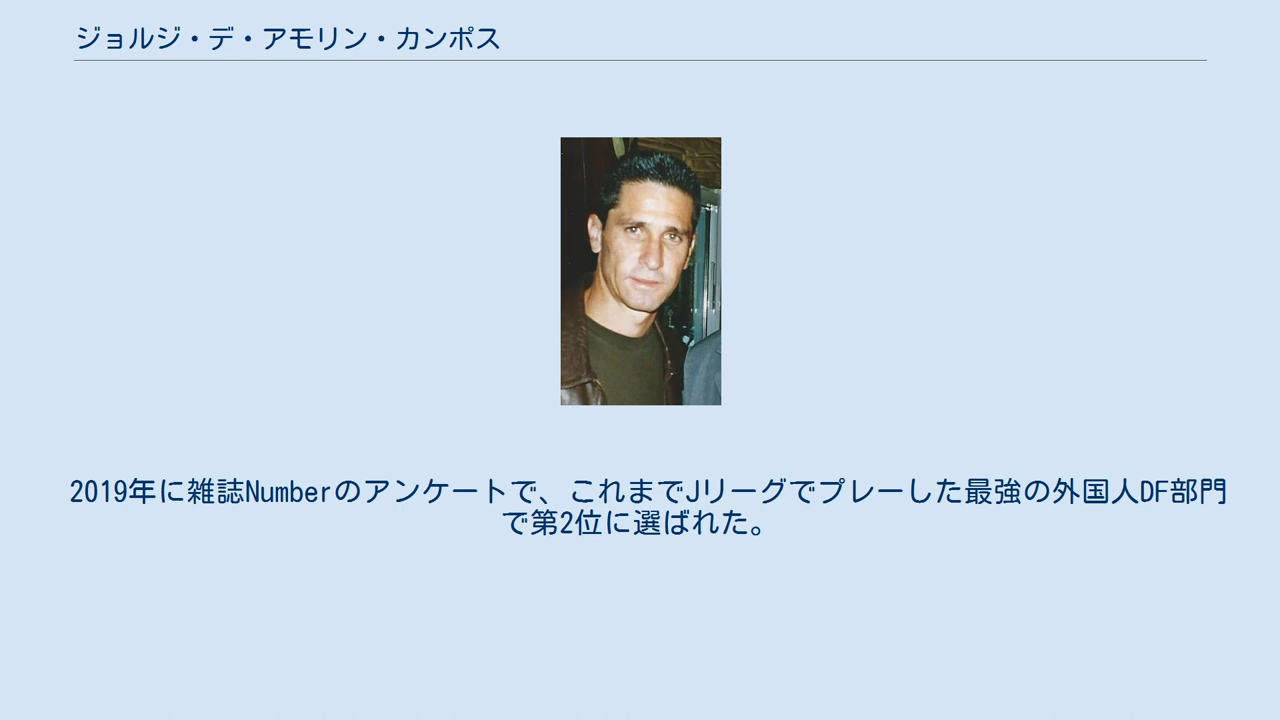 ジョルジ・デ・アモリン・カンポス
2019年に雑誌Numberのアンケートで、これまでJリーグでプレーした最強の外国人DF部門
で第2位に選ばれた。